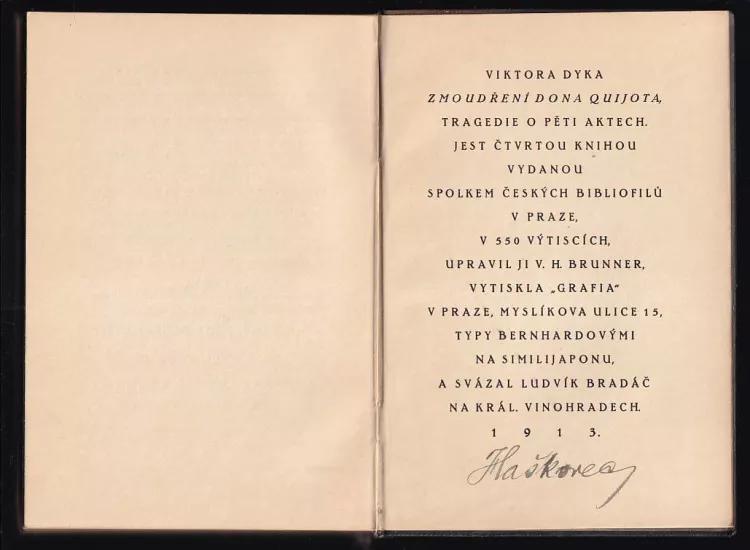 VIKTORA DYKA
ZMOUDŘENÍ DONA QUIJOTA,
TRAGEDIE O PĚTI AKTECH.
JEST ČTVRTOU KNIHOU
VYDANOU
SPOLKEM ČESKÝCH BIBLIOFILŮ
V PRAZE,
V 550 VÝTISCÍCH,
UPRAVIL JI V. H. BRUNNER,
VYTISKLA „GRAFIA“
V PRAZE, MYSLÍKOVA ULICE 15,
TYPY BERNHARDOVÝMI
NA SIMILIJAPONU,
A SVÁZAL LUDVÍK BRADÁČ
NA KRÁL. VINOHRADECH.
1 9 1 3.